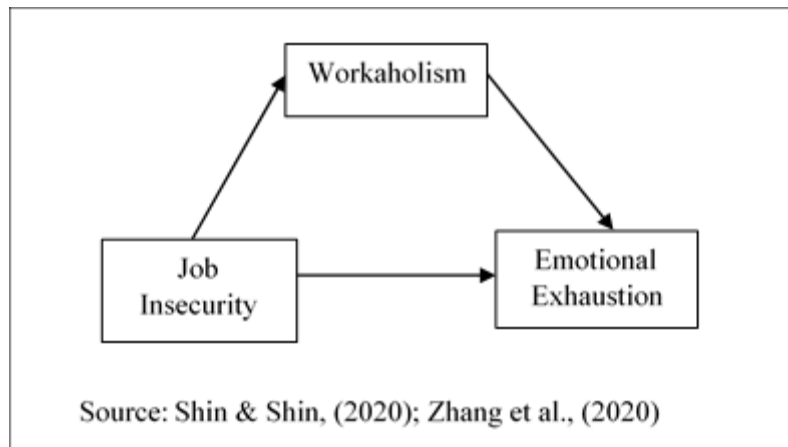 Workaholism
Job
Insecurity
Emotional
Exhaustion
Source: Shin & Shin, (2020); Zhang et al., (2020)